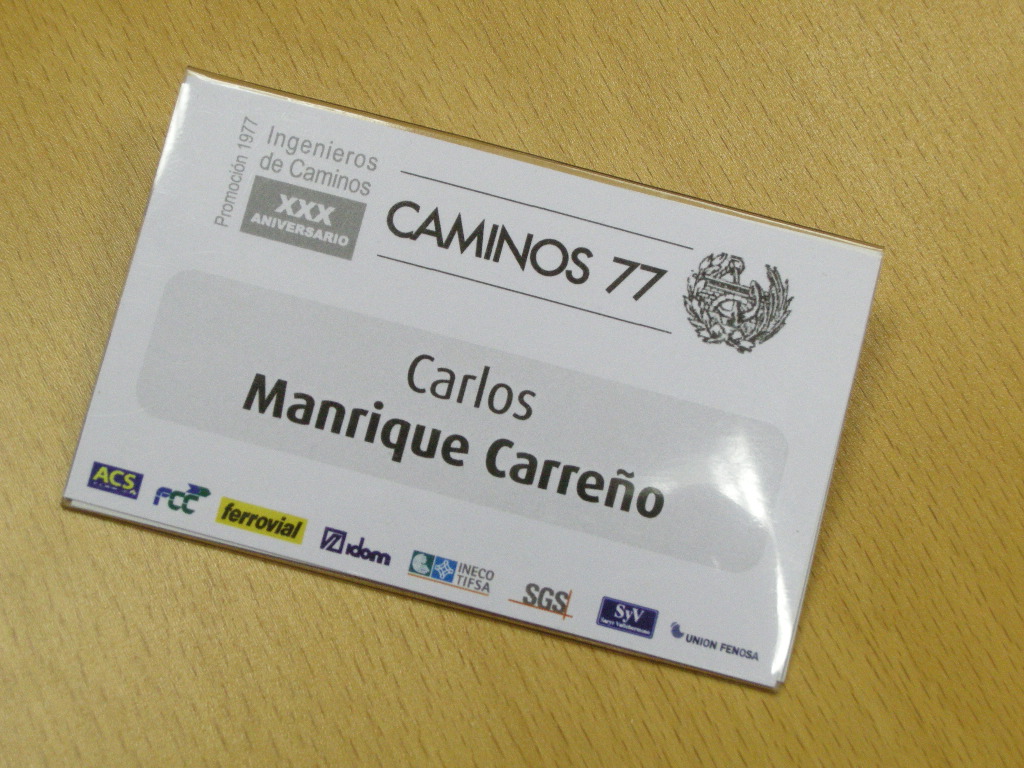 Promoción 1977
Ingenieros
de Caminos
XXX
ANIVERSARIO
CAMINOS 77
Carlos
Manrique Carreño
ACS
FCC
ferrovial
idom
INECO
TIFSA
SGS
SyV
UNION FENOSA